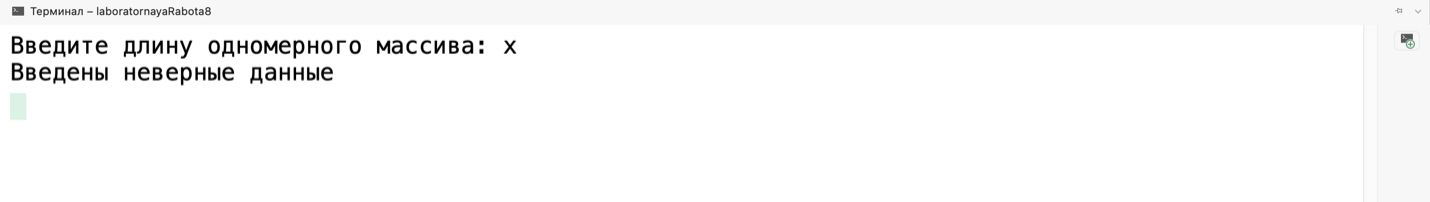 Терминал – laboratornayaRabota8
Введите длину одномерного массива: x
Введены неверные данные